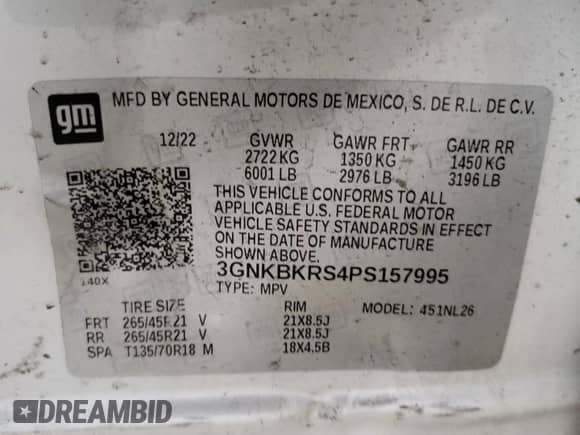 gm
MFD BY GENERAL MOTORS DE MEXICO, S. DE R.L. DE C.V.
12/22 GVWR GAWR FRT GAWR RR
2722 KG 1350 KG 1450 KG
6001 LB 2976 LB 3196 LB
THIS VEHICLE CONFORMS TO ALL
APPLICABLE U.S. FEDERAL MOTOR
VEHICLE SAFETY STANDARDS IN EFFECT
ON THE DATE OF MANUFACTURE
SHOWN ABOVE.
3GNKBKRS4PS157995
TYPE: MPV MODEL: 451NL26
TIRE SIZE RIM
FRT 265/45R21 V 21X8.5J
RR 265/45R21 V 21X8.5J
SPA T135/70R18 M 18X4.5B
DREAMBID